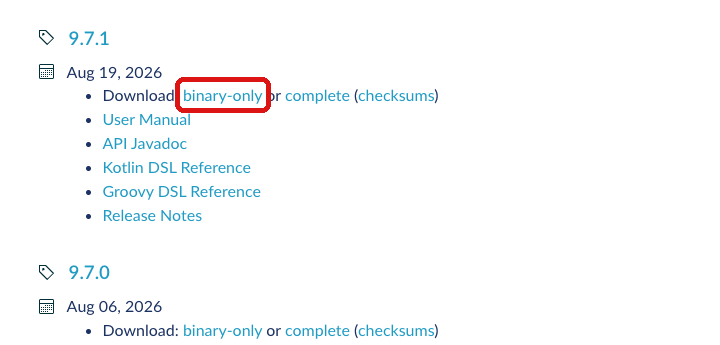 9.7.1
Aug 19, 2026
Download: binary-only or complete (checksums)
User Manual
API Javadoc
Kotlin DSL Reference
Groovy DSL Reference
Release Notes
9.7.0
Aug 06, 2026
Download: binary-only or complete (checksums)